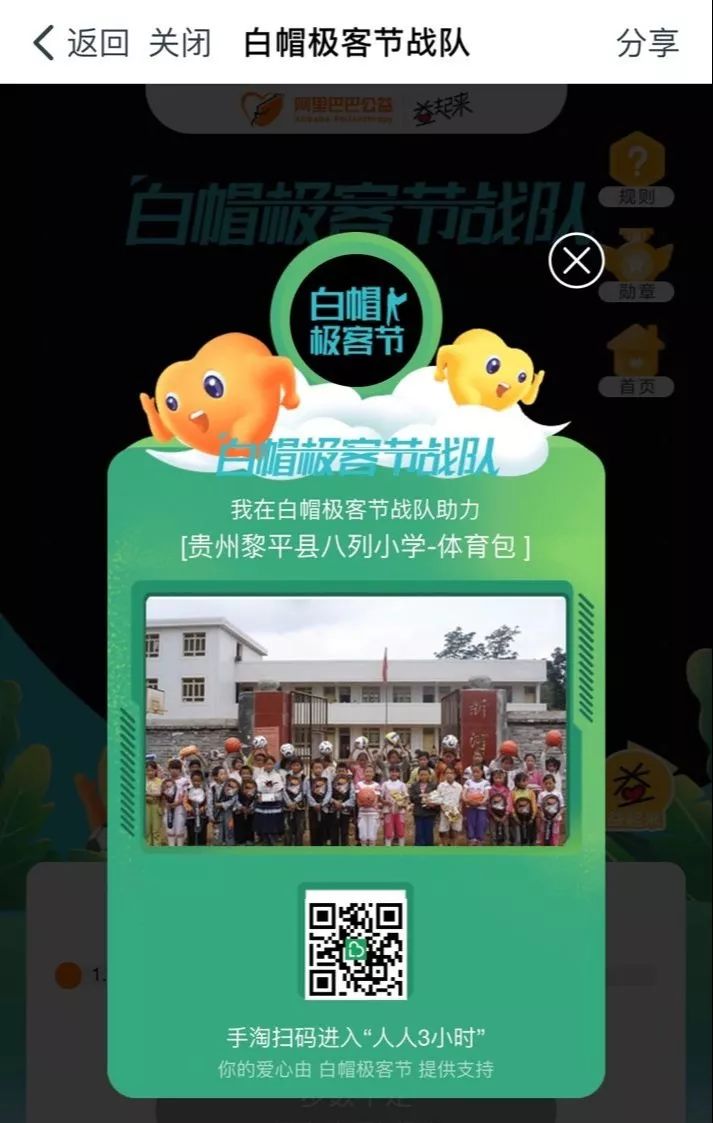 返回 关闭 白帽极客节战队 分享
阿里巴巴公益 益起来
Alibaba Philanthropy
白帽极客节战队
规则
勋章
首页
白帽
极客节
白帽极客节战队
我在白帽极客节战队助力
[贵州黎平县八列小学-体育包 ]
新
河
益
1.
手淘扫码进入“人人3小时”
你的爱心由 白帽极客节 提供支持